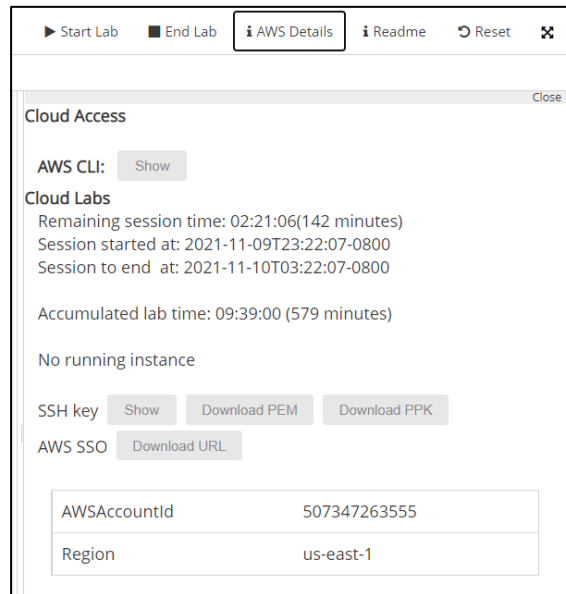 Start Lab End Lab i AWS Details i Readme Reset
Close
Cloud Access
AWS CLI: Show
Cloud Labs
Remaining session time: 02:21:06(142 minutes)
Session started at: 2021-11-09T23:22:07-0800
Session to end at: 2021-11-10T03:22:07-0800
Accumulated lab time: 09:39:00 (579 minutes)
No running instance
SSH key Show Download PEM Download PPK
AWS SSO Download URL
AWSAccountId 507347263555
Region us-east-1